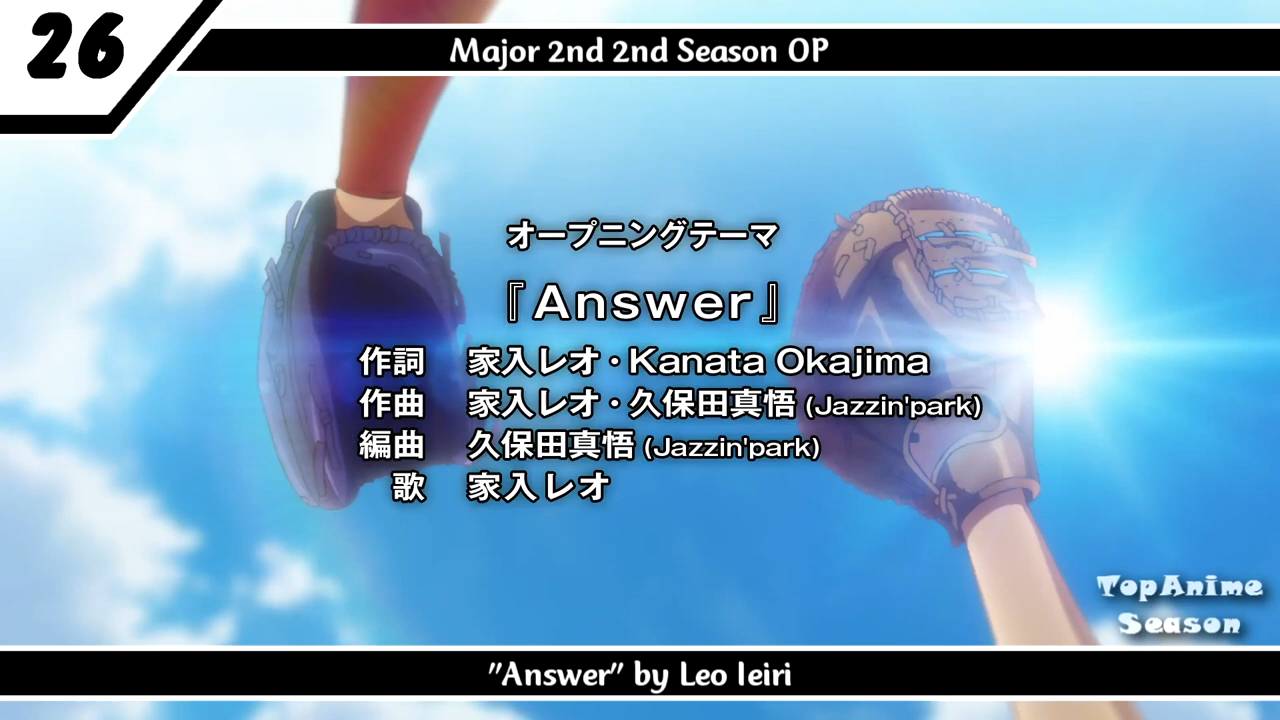 26
Major 2nd 2nd Season OP
オープニングテーマ
『Answer』
作詞 家入レオ・Kanata Okajima
作曲 家入レオ・久保田真悟 (Jazzin'park)
編曲 久保田真悟 (Jazzin'park)
歌 家入レオ
TopAnime
Season
"Answer" by Leo Ieiri